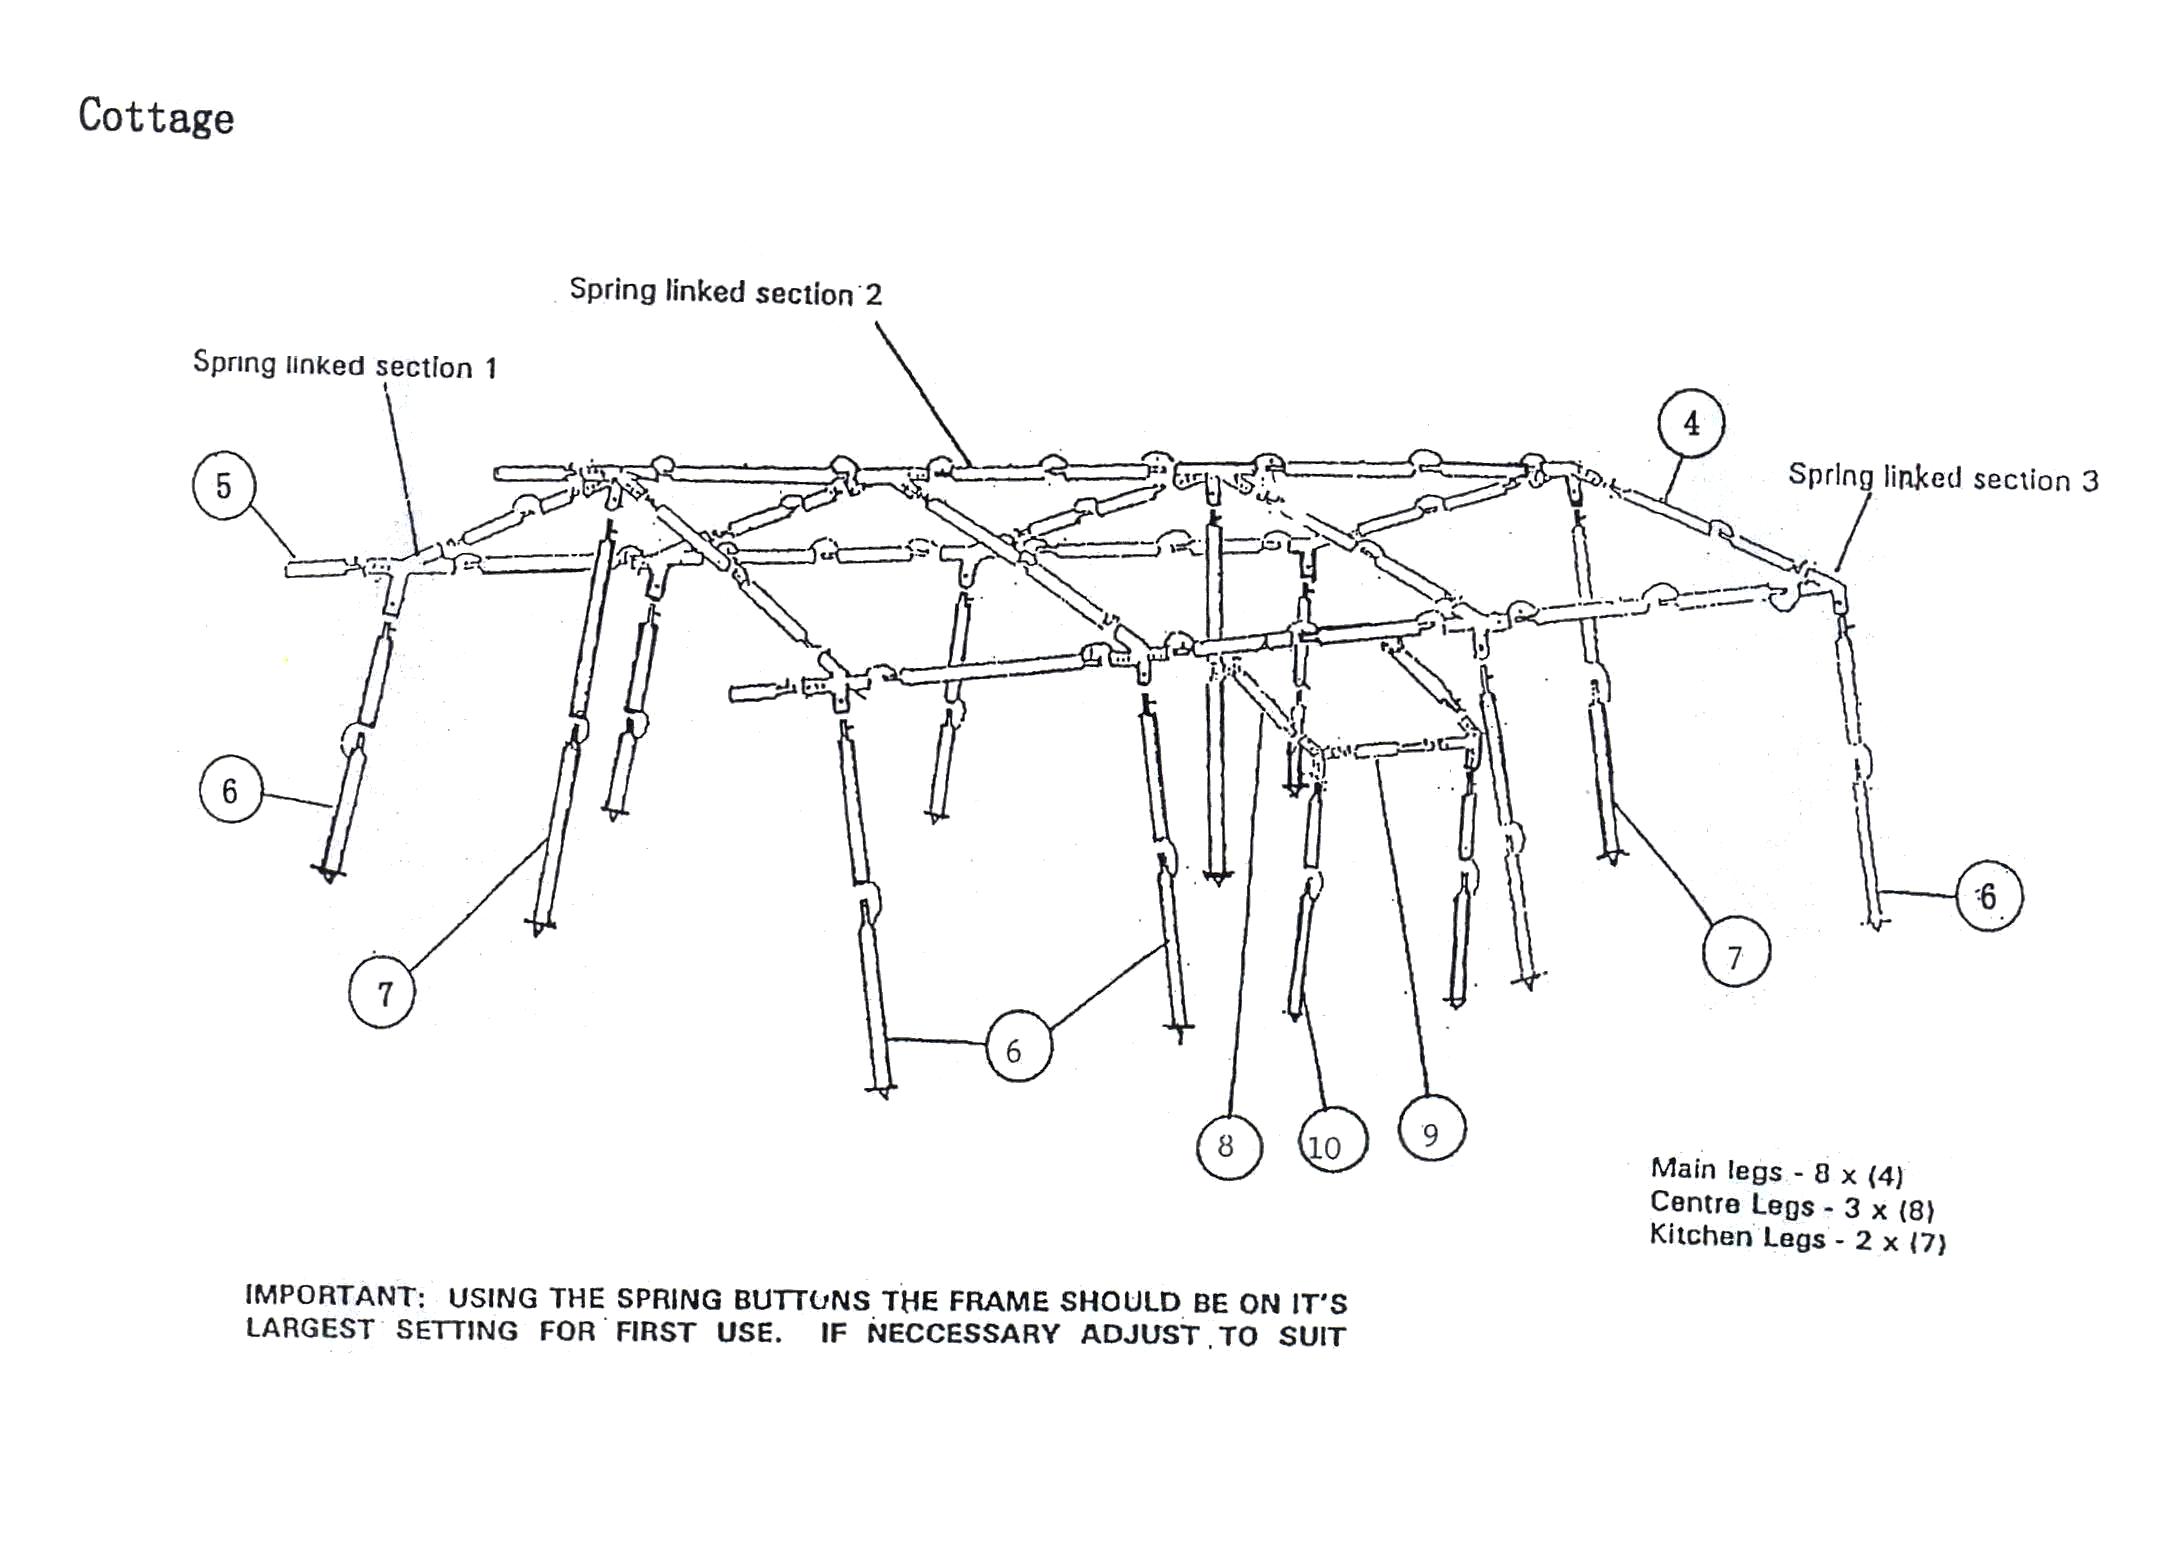 Cottage
Spring linked section 2
Spring linked section 1
4
Spring linked section 3
5
6
6
7
7
6
8
10
9
Main legs - 8 x (4)
Centre Legs - 3 x (8)
Kitchen Legs - 2 x (7)
IMPORTANT: USING THE SPRING BUTTONS THE FRAME SHOULD BE ON IT'S
LARGEST SETTING FOR FIRST USE. IF NECCESSARY ADJUST TO SUIT